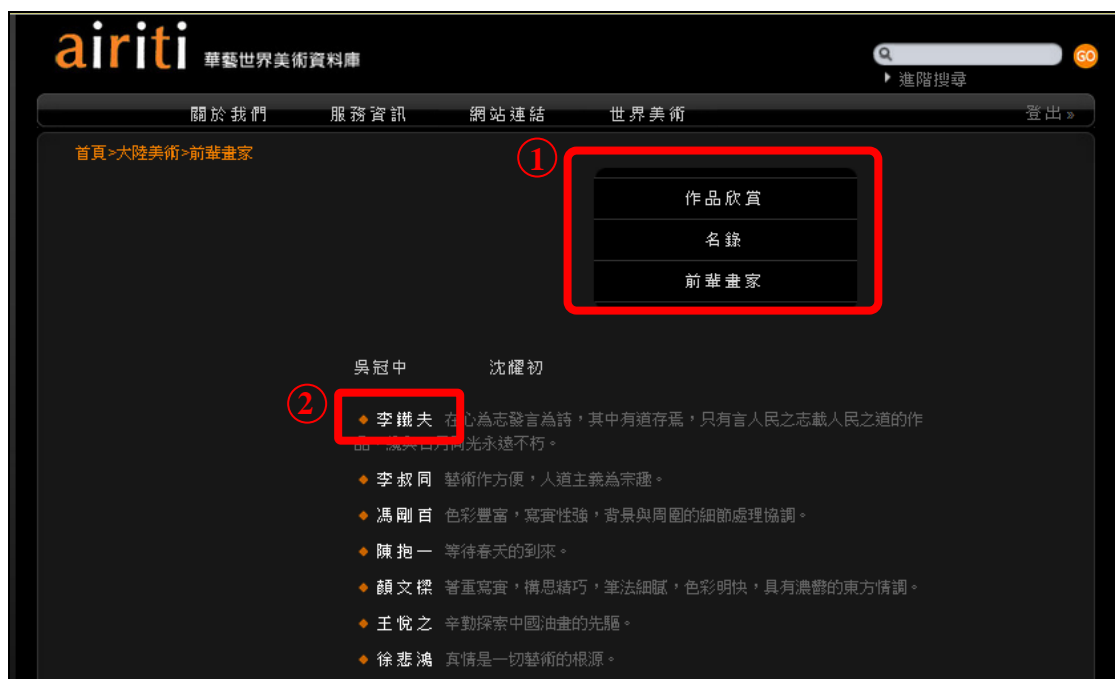 airiti 華藝世界美術資料庫
GO
進階搜尋
關於我們 服務資訊 網站連結 世界美術 登出»
首頁>大陸美術>前輩畫家
①
作品欣賞
名錄
前輩畫家
吳冠中 沈耀初
②
李鐵夫 在心為志發言為詩，其中有道存焉，只有言人民之志載人民之道的作
品 與日月同光永遠不朽。
李叔同 藝術作方便，人道主義為宗趣。
馮剛百 色彩豐富，寫實性強，背景與周圍的細節處理協調。
陳抱一 等待春天的到來。
顏文樑 著重寫實，構思精巧，筆法細膩，色彩明快，具有濃鬱的東方情調。
王悅之 辛勤探索中國油畫的先驅。
徐悲鴻 真情是一切藝術的根源。